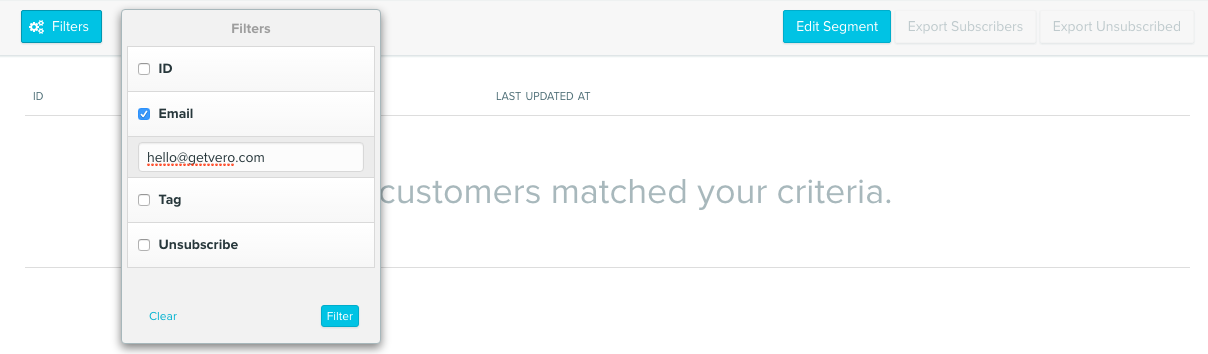 Filters
Filters
Edit Segment
Export Subscribers
Export Unsubscribed
ID
Email
hello@getvero.com
Tag
Unsubscribe
Clear
Filter
ID
LAST UPDATED AT
customers matched your criteria.